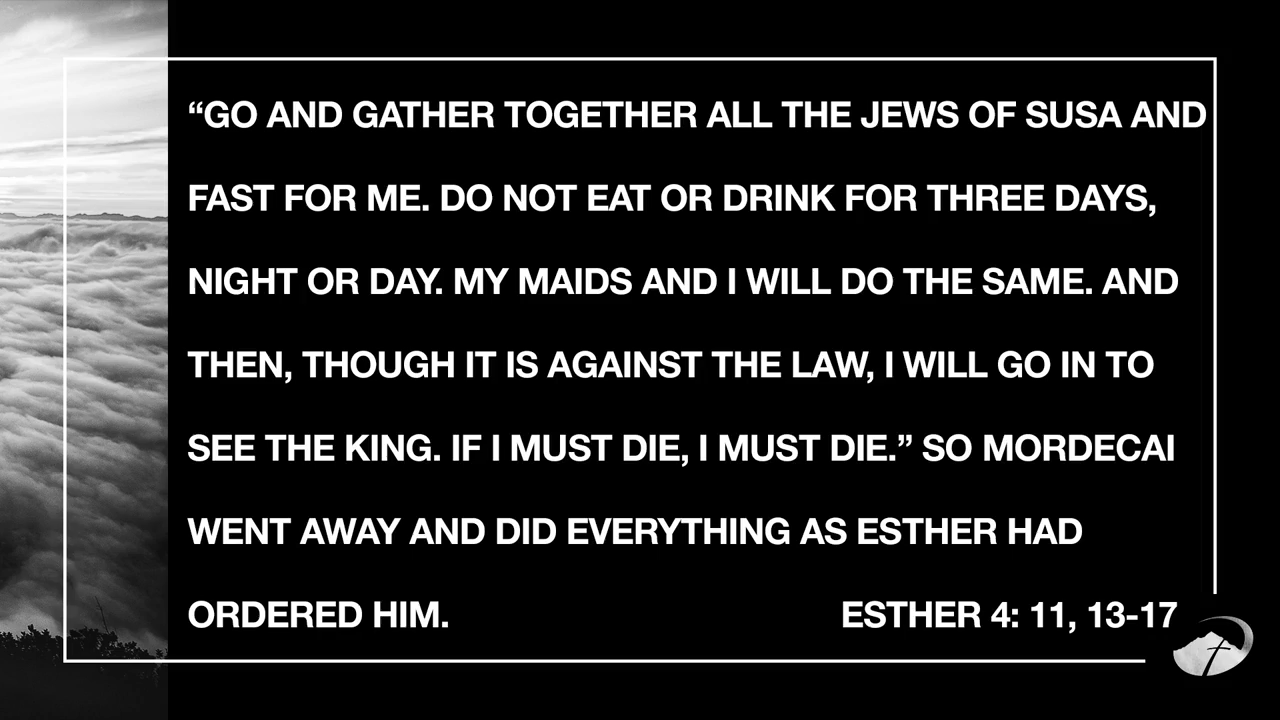 “GO AND GATHER TOGETHER ALL THE JEWS OF SUSA AND
FAST FOR ME. DO NOT EAT OR DRINK FOR THREE DAYS,
NIGHT OR DAY. MY MAIDS AND I WILL DO THE SAME. AND
THEN, THOUGH IT IS AGAINST THE LAW, I WILL GO IN TO
SEE THE KING. IF I MUST DIE, I MUST DIE.” SO MORDECAI
WENT AWAY AND DID EVERYTHING AS ESTHER HAD
ORDERED HIM. ESTHER 4: 11, 13-17